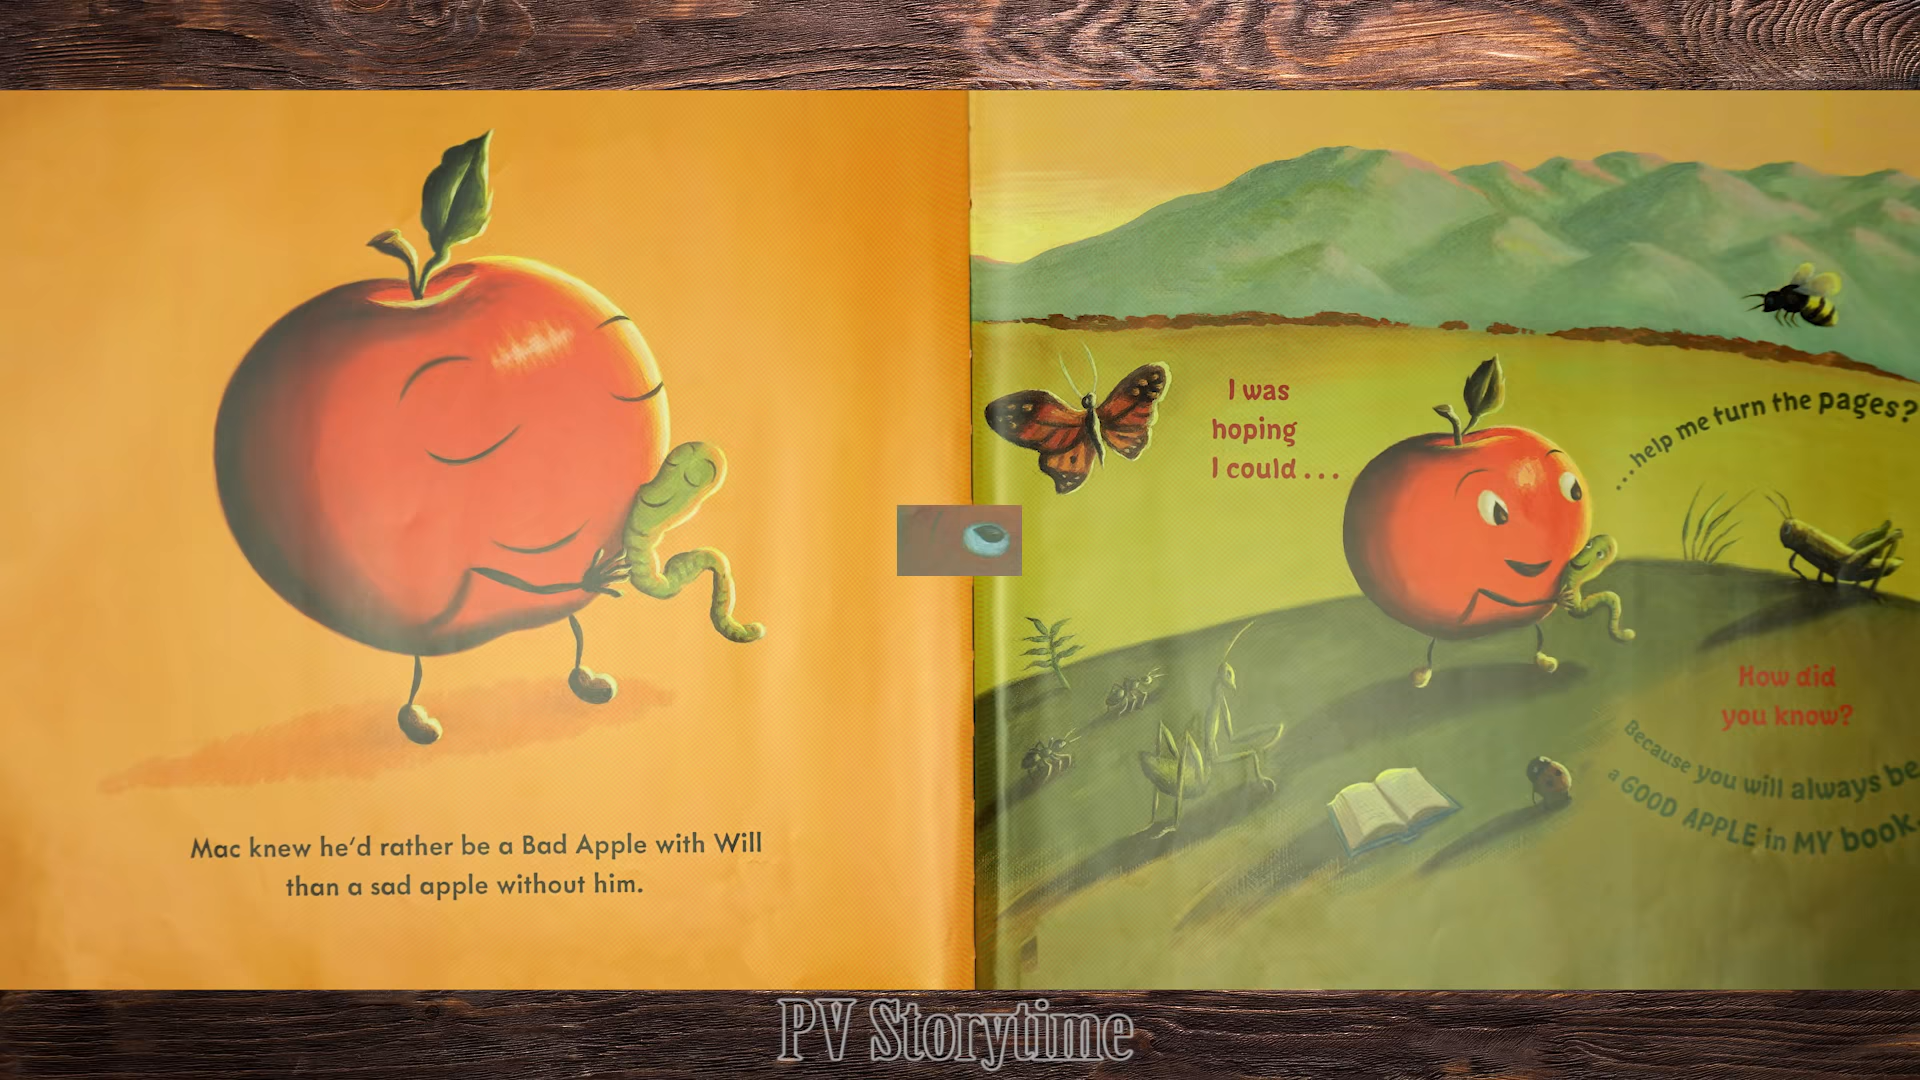 Mac knew he'd rather be a Bad Apple with Will
than a sad apple without him.
I was
hoping
I could...
...help me turn the pages?
How did
you know?
Because you will always be
a GOOD APPLE in MY book.
PV Storytime